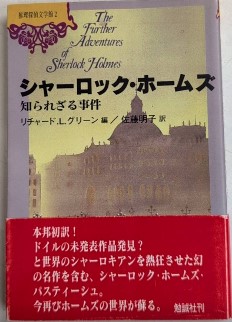 推理探偵文学館2
The
Further
Adventures
of
Sherlock Holmes
シャーロック・ホームズ
知られざる事件
リチャード.L.グリーン 編/佐藤明子 訳
本邦初訳!
ドイルの未発表作品発見?
と世界のシャーロキアンを熱狂させた幻
の名作を含む、シャーロック・ホームズ・
パスティーシュ。
今再びホームズの世界が蘇る。
勉誠社刊